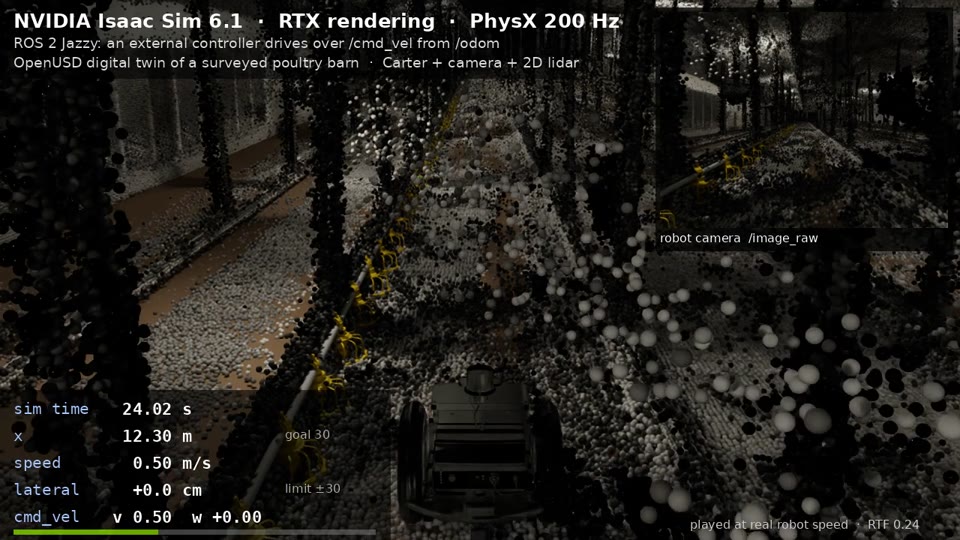 NVIDIA Isaac Sim 6.1 · RTX rendering · PhysX 200 Hz
ROS 2 Jazzy: an external controller drives over /cmd_vel from /odom
OpenUSD digital twin of a surveyed poultry barn · Carter + camera + 2D lidar
robot camera /image_raw
sim time 24.02 s
x 12.30 m goal 30
speed 0.50 m/s
lateral +0.0 cm limit ±30
cmd_vel v 0.50 w +0.00
played at real robot speed · RTF 0.24